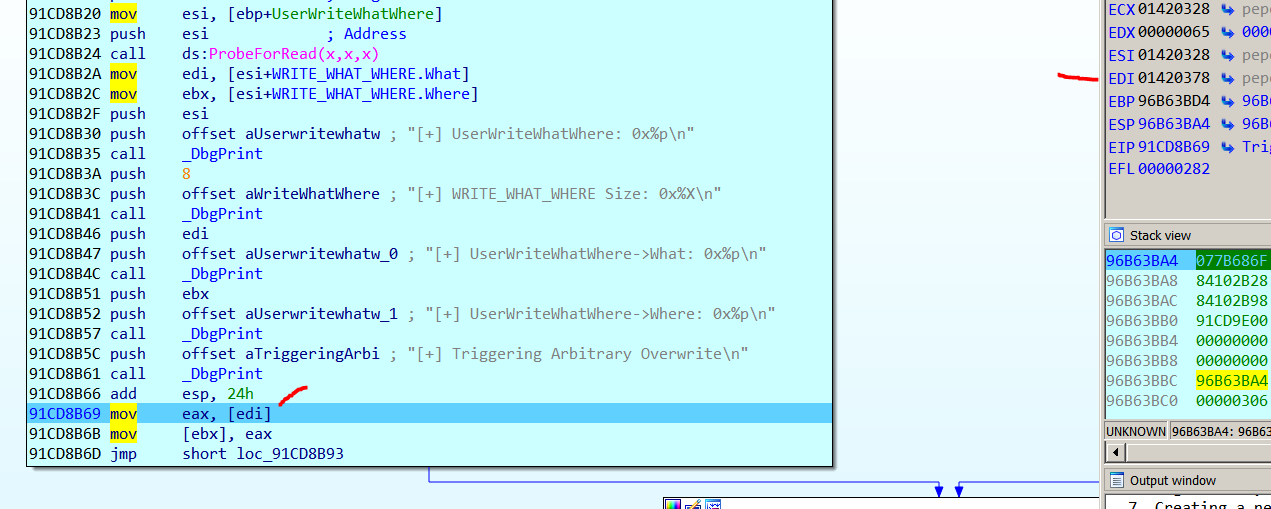 91CD8B20 mov esi, [ebp+UserWriteWhatWhere]
91CD8B23 push esi ; Address
91CD8B24 call ds:ProbeForRead(x,x,x)
91CD8B2A mov edi, [esi+WRITE_WHAT_WHERE.What]
91CD8B2C mov ebx, [esi+WRITE_WHAT_WHERE.Where]
91CD8B2F push esi
91CD8B30 push offset aUserwritewhatw ; "[+] UserWriteWhatWhere: 0x%p\n"
91CD8B35 call _DbgPrint
91CD8B3A push 8
91CD8B3C push offset aWriteWhatWhere ; "[+] WRITE_WHAT_WHERE Size: 0x%X\n"
91CD8B41 call _DbgPrint
91CD8B46 push edi
91CD8B47 push offset aUserwritewhatw_0 ; "[+] UserWriteWhatWhere->What: 0x%p\n"
91CD8B4C call _DbgPrint
91CD8B51 push ebx
91CD8B52 push offset aUserwritewhatw_1 ; "[+] UserWriteWhatWhere->Where: 0x%p\n"
91CD8B57 call _DbgPrint
91CD8B5C push offset aTriggeringArbi ; "[+] Triggering Arbitrary Overwrite\n"
91CD8B61 call _DbgPrint
91CD8B66 add esp, 24h
91CD8B69 mov eax, [edi]
91CD8B6B mov [ebx], eax
91CD8B6D jmp short loc_91CD8B93
ECX 01420328 pep
EDX 00000065 000
ESI 01420328 pep
EDI 01420378 pep
EBP 96B63BD4 96B
ESP 96B63BA4 96B
EIP 91CD8B69 Tri
EFL 00000282
Stack view
96B63BA4 077B686F
96B63BA8 84102B28
96B63BAC 84102B98
96B63BB0 91CD9E00
96B63BB4 00000000
96B63BB8 00000000
96B63BBC 96B63BA4
96B63BC0 00000306
UNKNOWN 96B63BA4: 96B63
Output window
7. Creating a ne